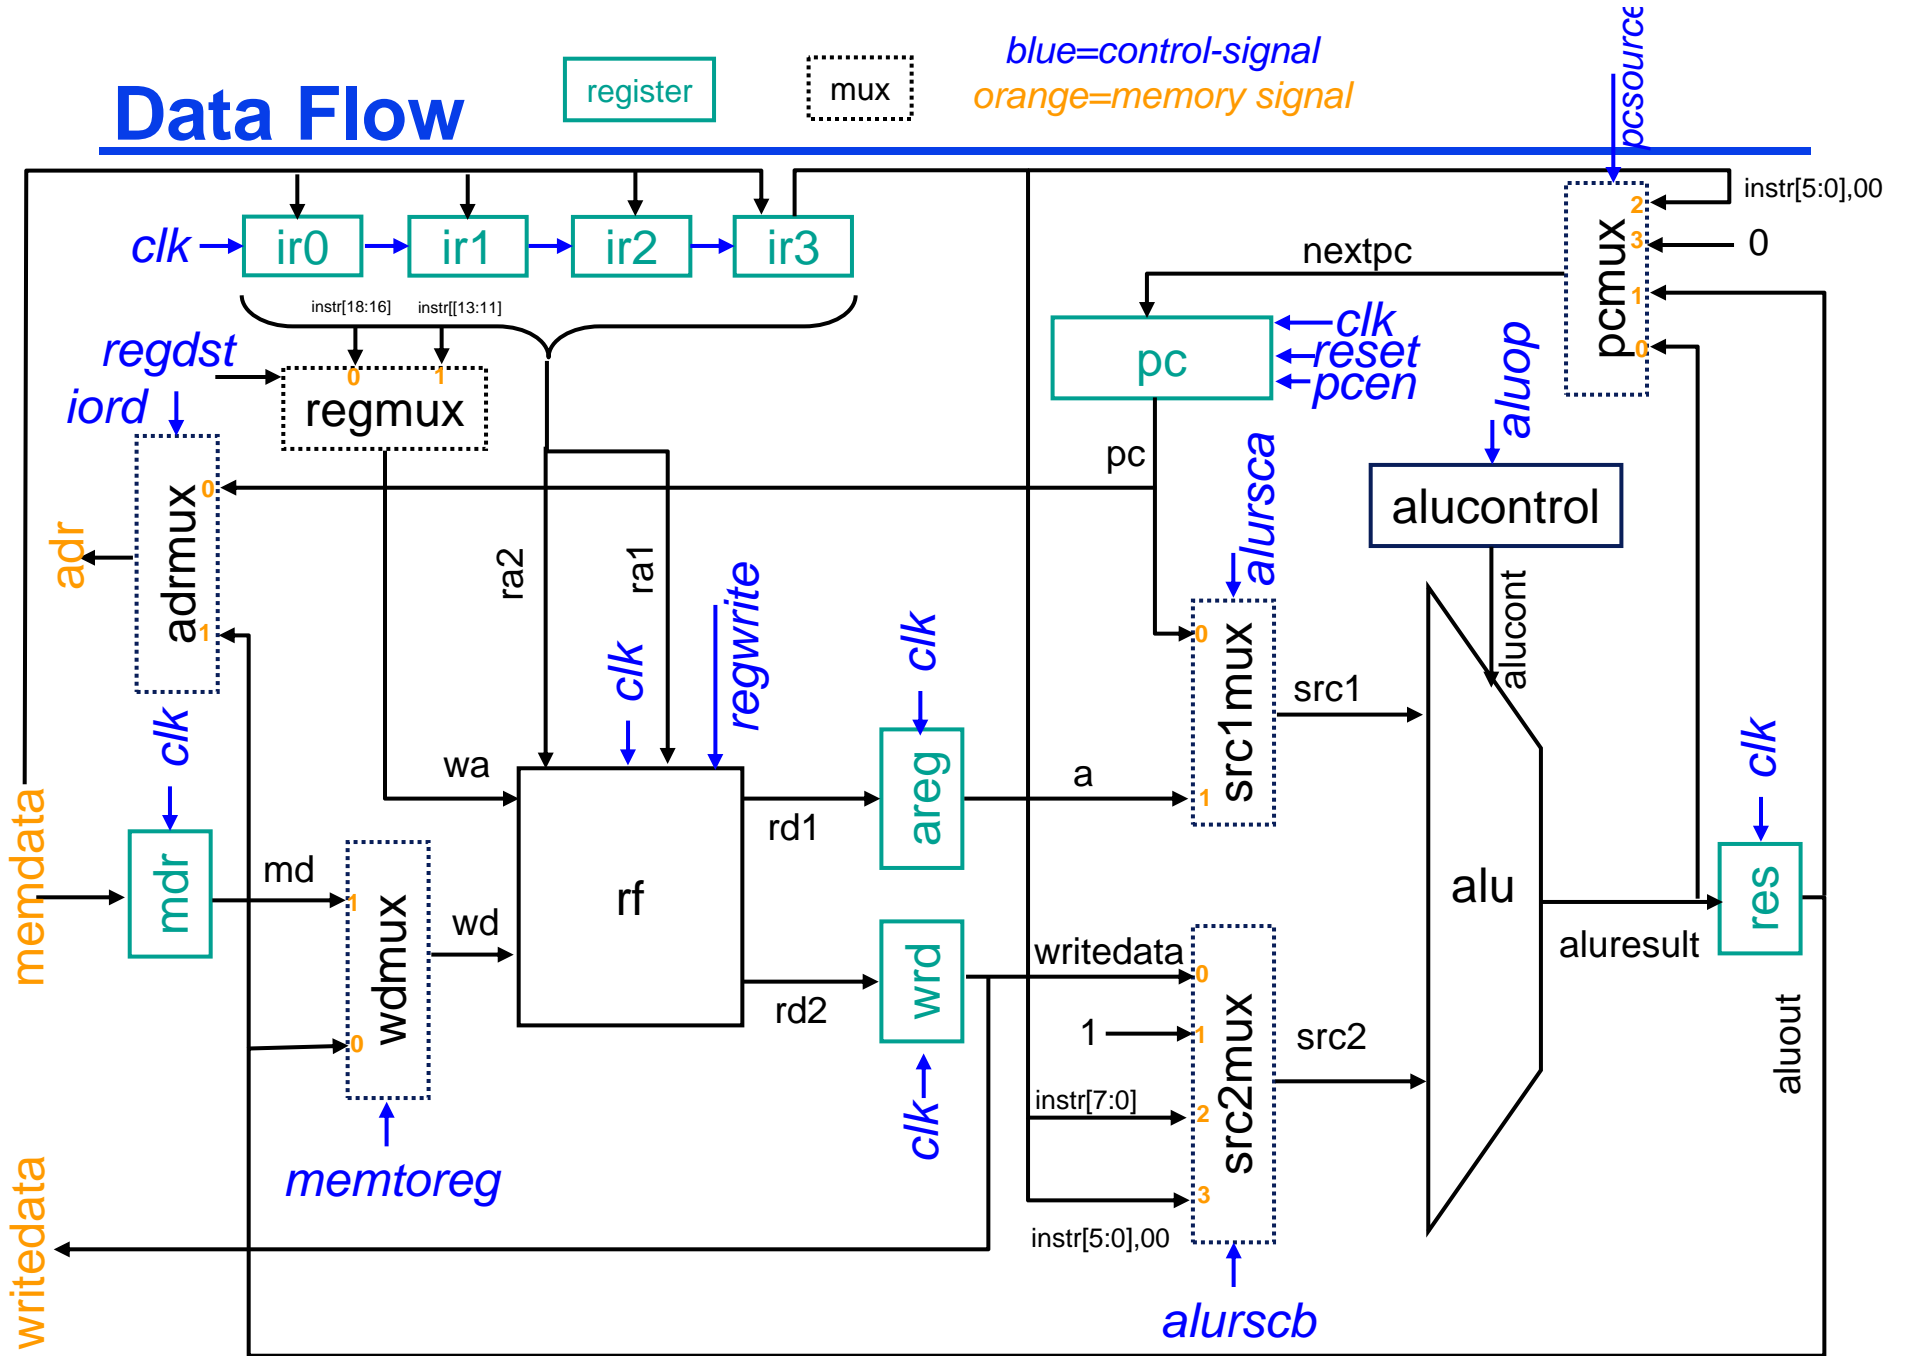 Data Flow
register
mux
blue=control-signal
orange=memory signal
pcsource
clk
ir0
ir1
ir2
ir3
instr[5:0],00
2
3
0
1
0
pcmux
nextpc
instr[18:16]
instr[[13:11]
regdst
0
1
regmux
iord
pc
clk
reset
pcen
aluop
pc
alursca
alucontrol
alucont
adrmux
0
1
adr
ra2
ra1
regwrite
clk
clk
clk
wa
rf
rd1
areg
a
0
1
src1mux
src1
memdata
mdr
md
1
0
wdmux
wd
memtoreg
rd2
wrd
clk
writedata
0
1
1
instr[7:0]
2
3
instr[5:0],00
src2mux
src2
alurscb
alu
aluresult
clk
res
aluout
writedata